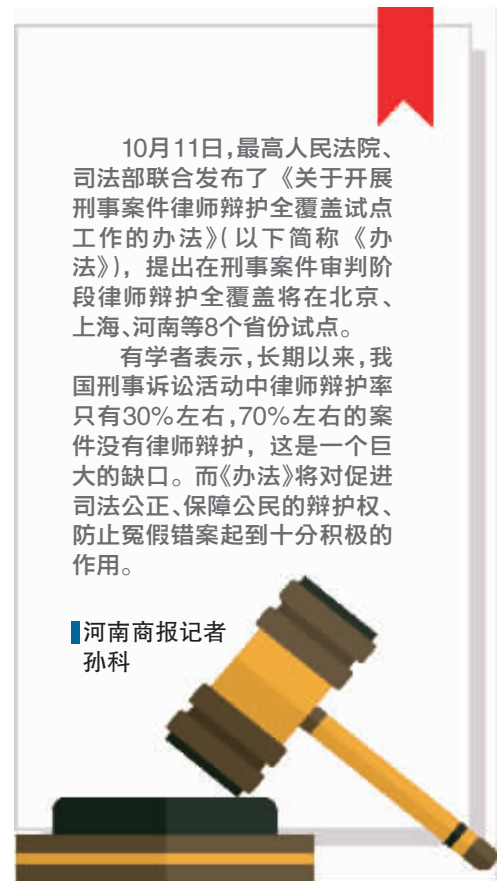 10月11日,最高人民法院、
司法部联合发布了《关于开展
刑事案件律师辩护全覆盖试点
工作的办法》(以下简称《办
法》)，提出在刑事案件审判阶
段律师辩护全覆盖将在北京、
上海、河南等8个省份试点。
有学者表示,长期以来,我
国刑事诉讼活动中律师辩护率
只有30%左右,70%左右的案
件没有律师辩护，这是一个巨
大的缺口。而《办法》将对促进
司法公正、保障公民的辩护权、
防止冤假错案起到十分积极的
作用。
河南商报记者
孙科